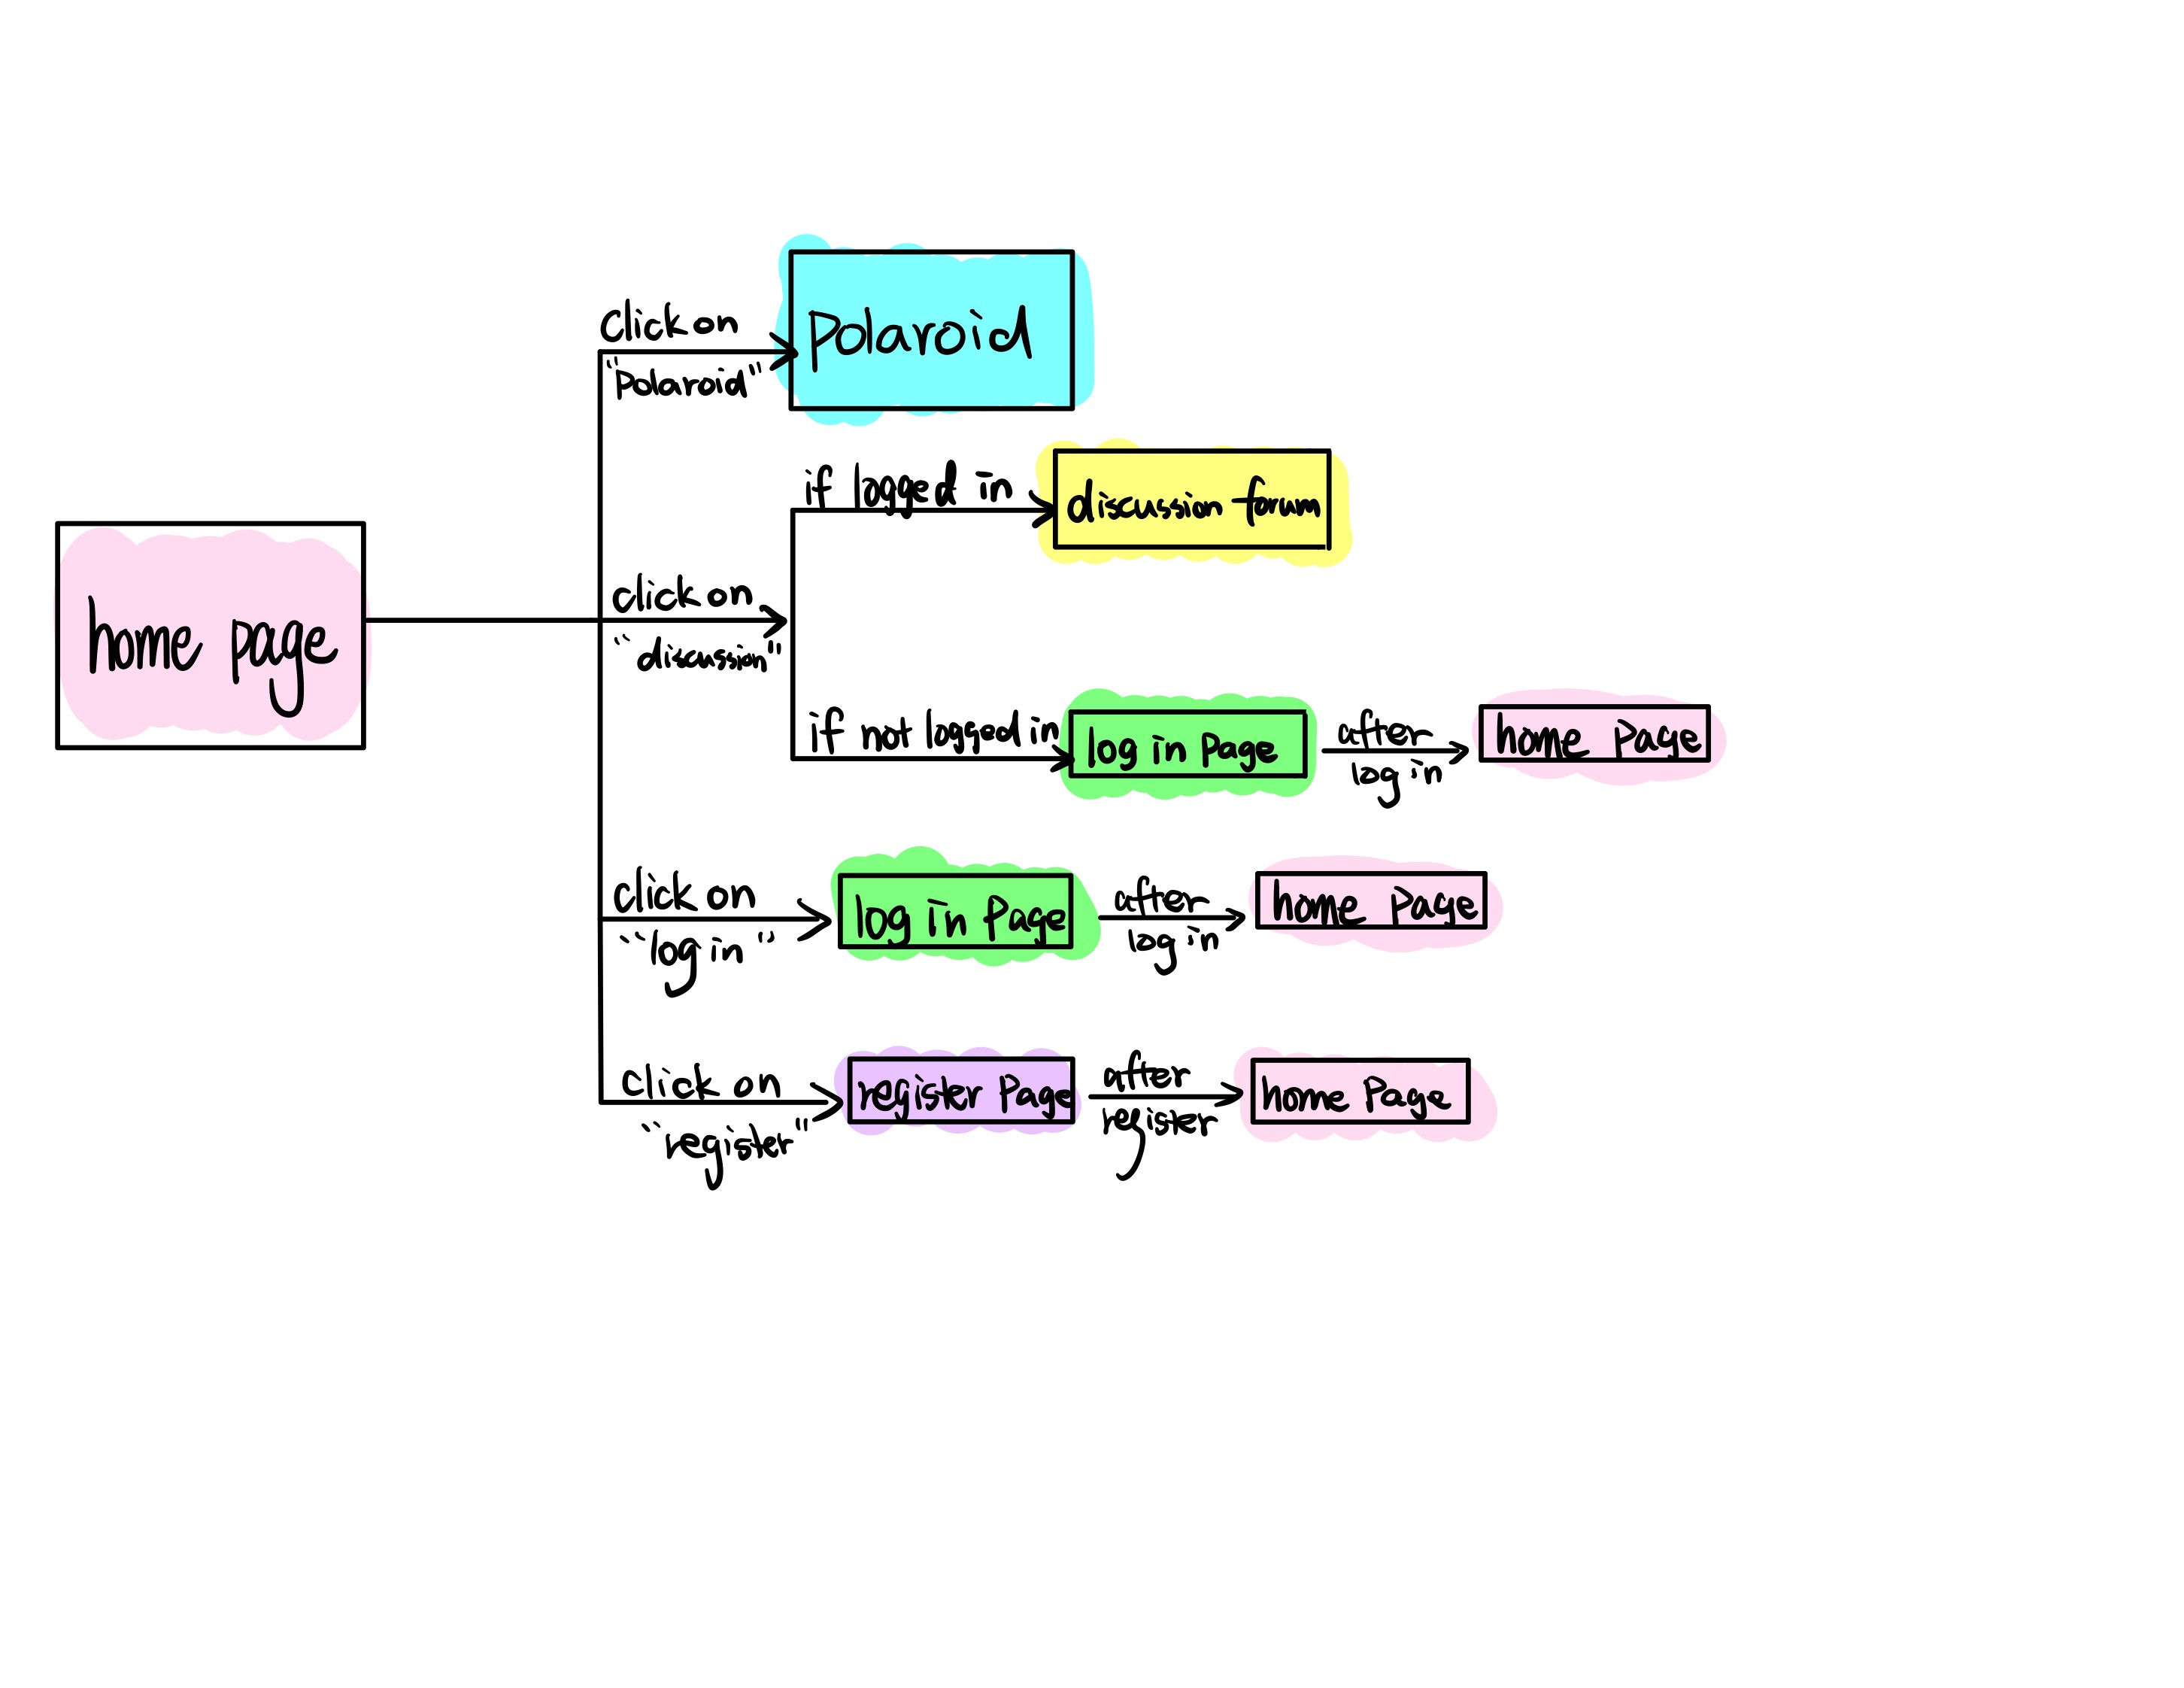 click on
"polaroid"
polaroid
if logged in
discussion forum
home page
click on
"discussion"
if not logged in
log in page
after
log in
home page
click on
"log in"
log in page
after
log in
home page
click on
"register"
register Page
after
register
home Page